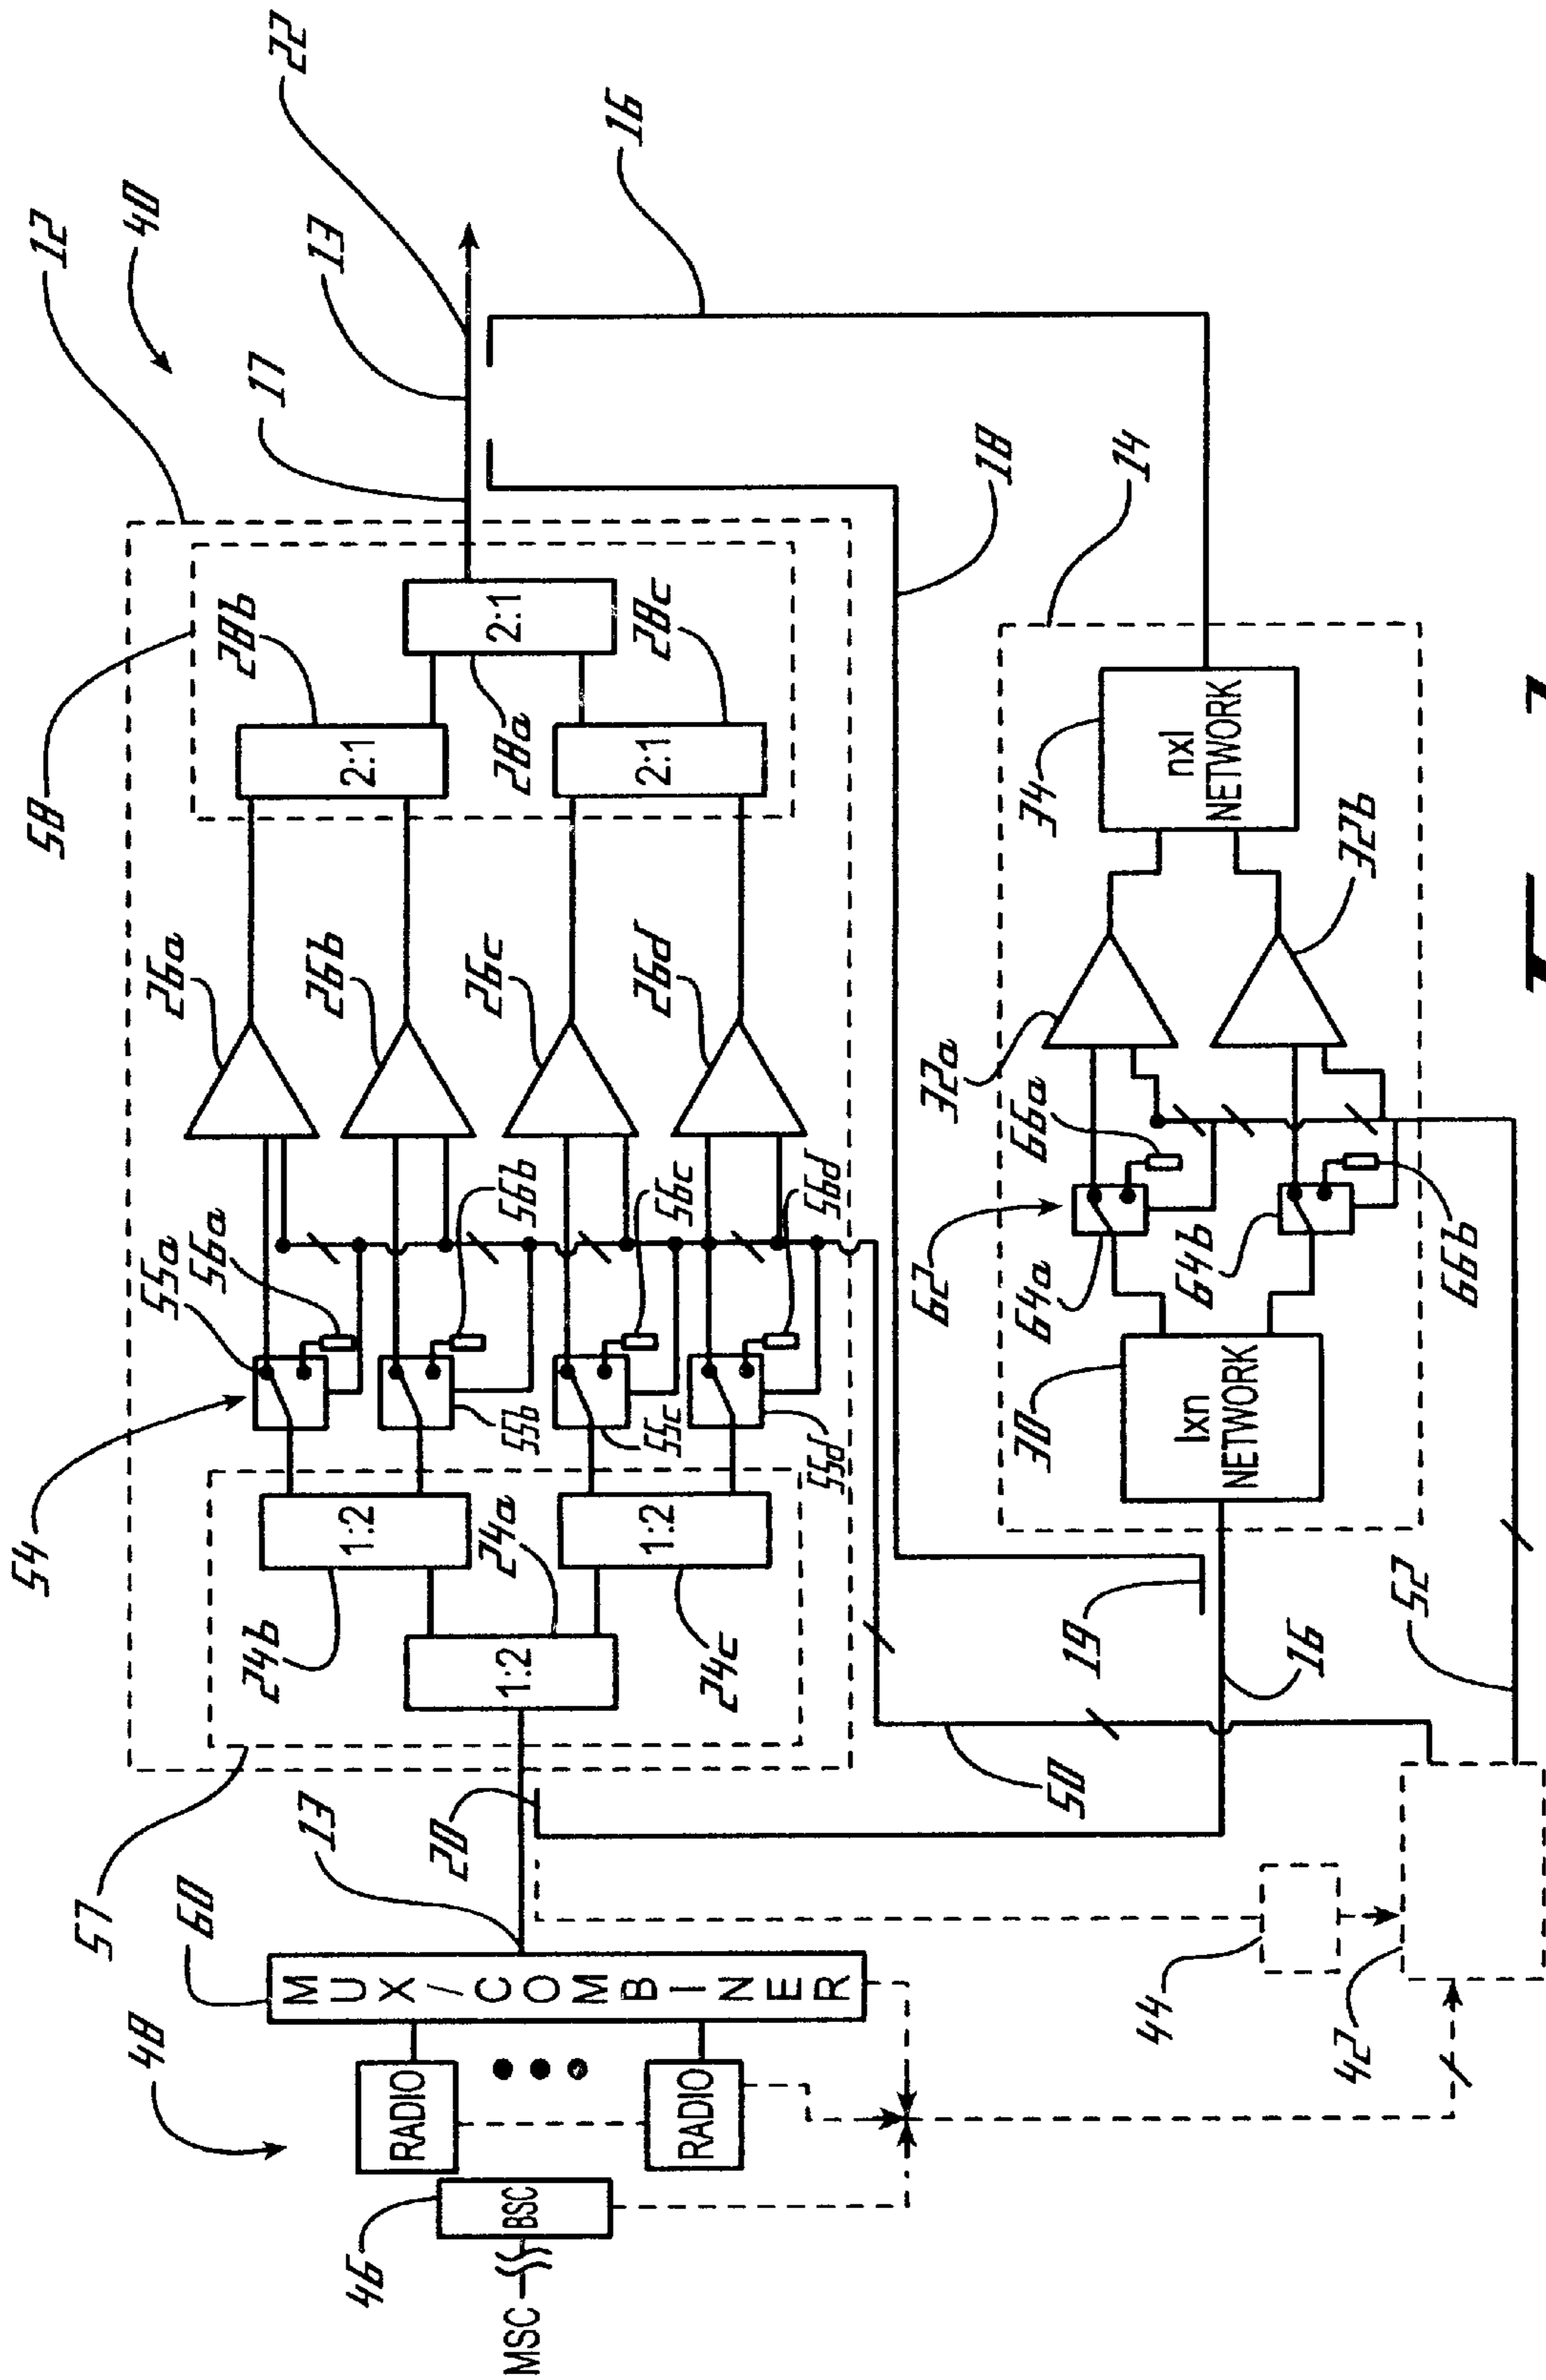 12
40
22
58
17
13
16
28b
2:1
2:1
28a
28c
2:1
26a
26b
26c
26d
18
14
54
55a
56a
56b
56c
56d
55b
55c
55d
24b
1:2
24a
1:2
24c
1:2
57
60
13
20
50
19
16
52
62
64a
66a
32a
34
nxl
NETWORK
32b
64b
66b
30
lxn
NETWORK
48
MUX/COMBINER
RADIO
RADIO
46
BSC
MSC
44
42